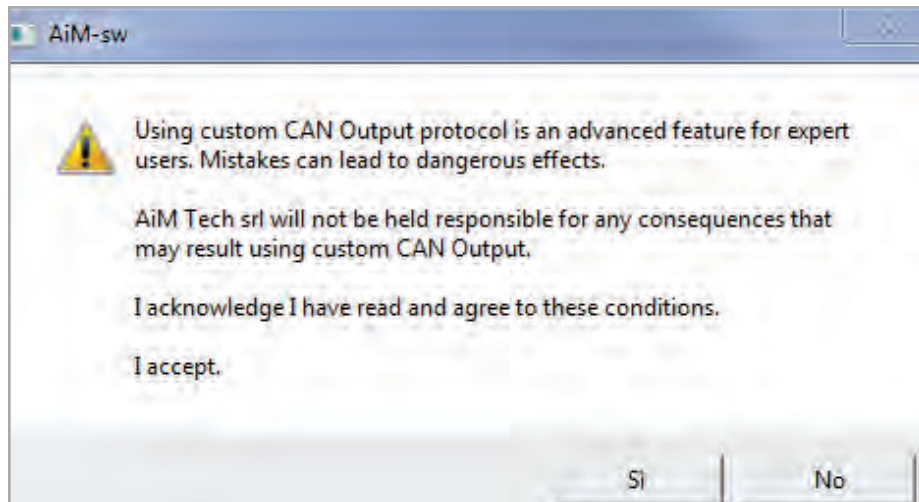 AiM-sw
Using custom CAN Output protocol is an advanced feature for expert
users. Mistakes can lead to dangerous effects.
AiM Tech srl will not be held responsible for any consequences that
may result using custom CAN Output.
I acknowledge I have read and agree to these conditions.
I accept.
Sì No